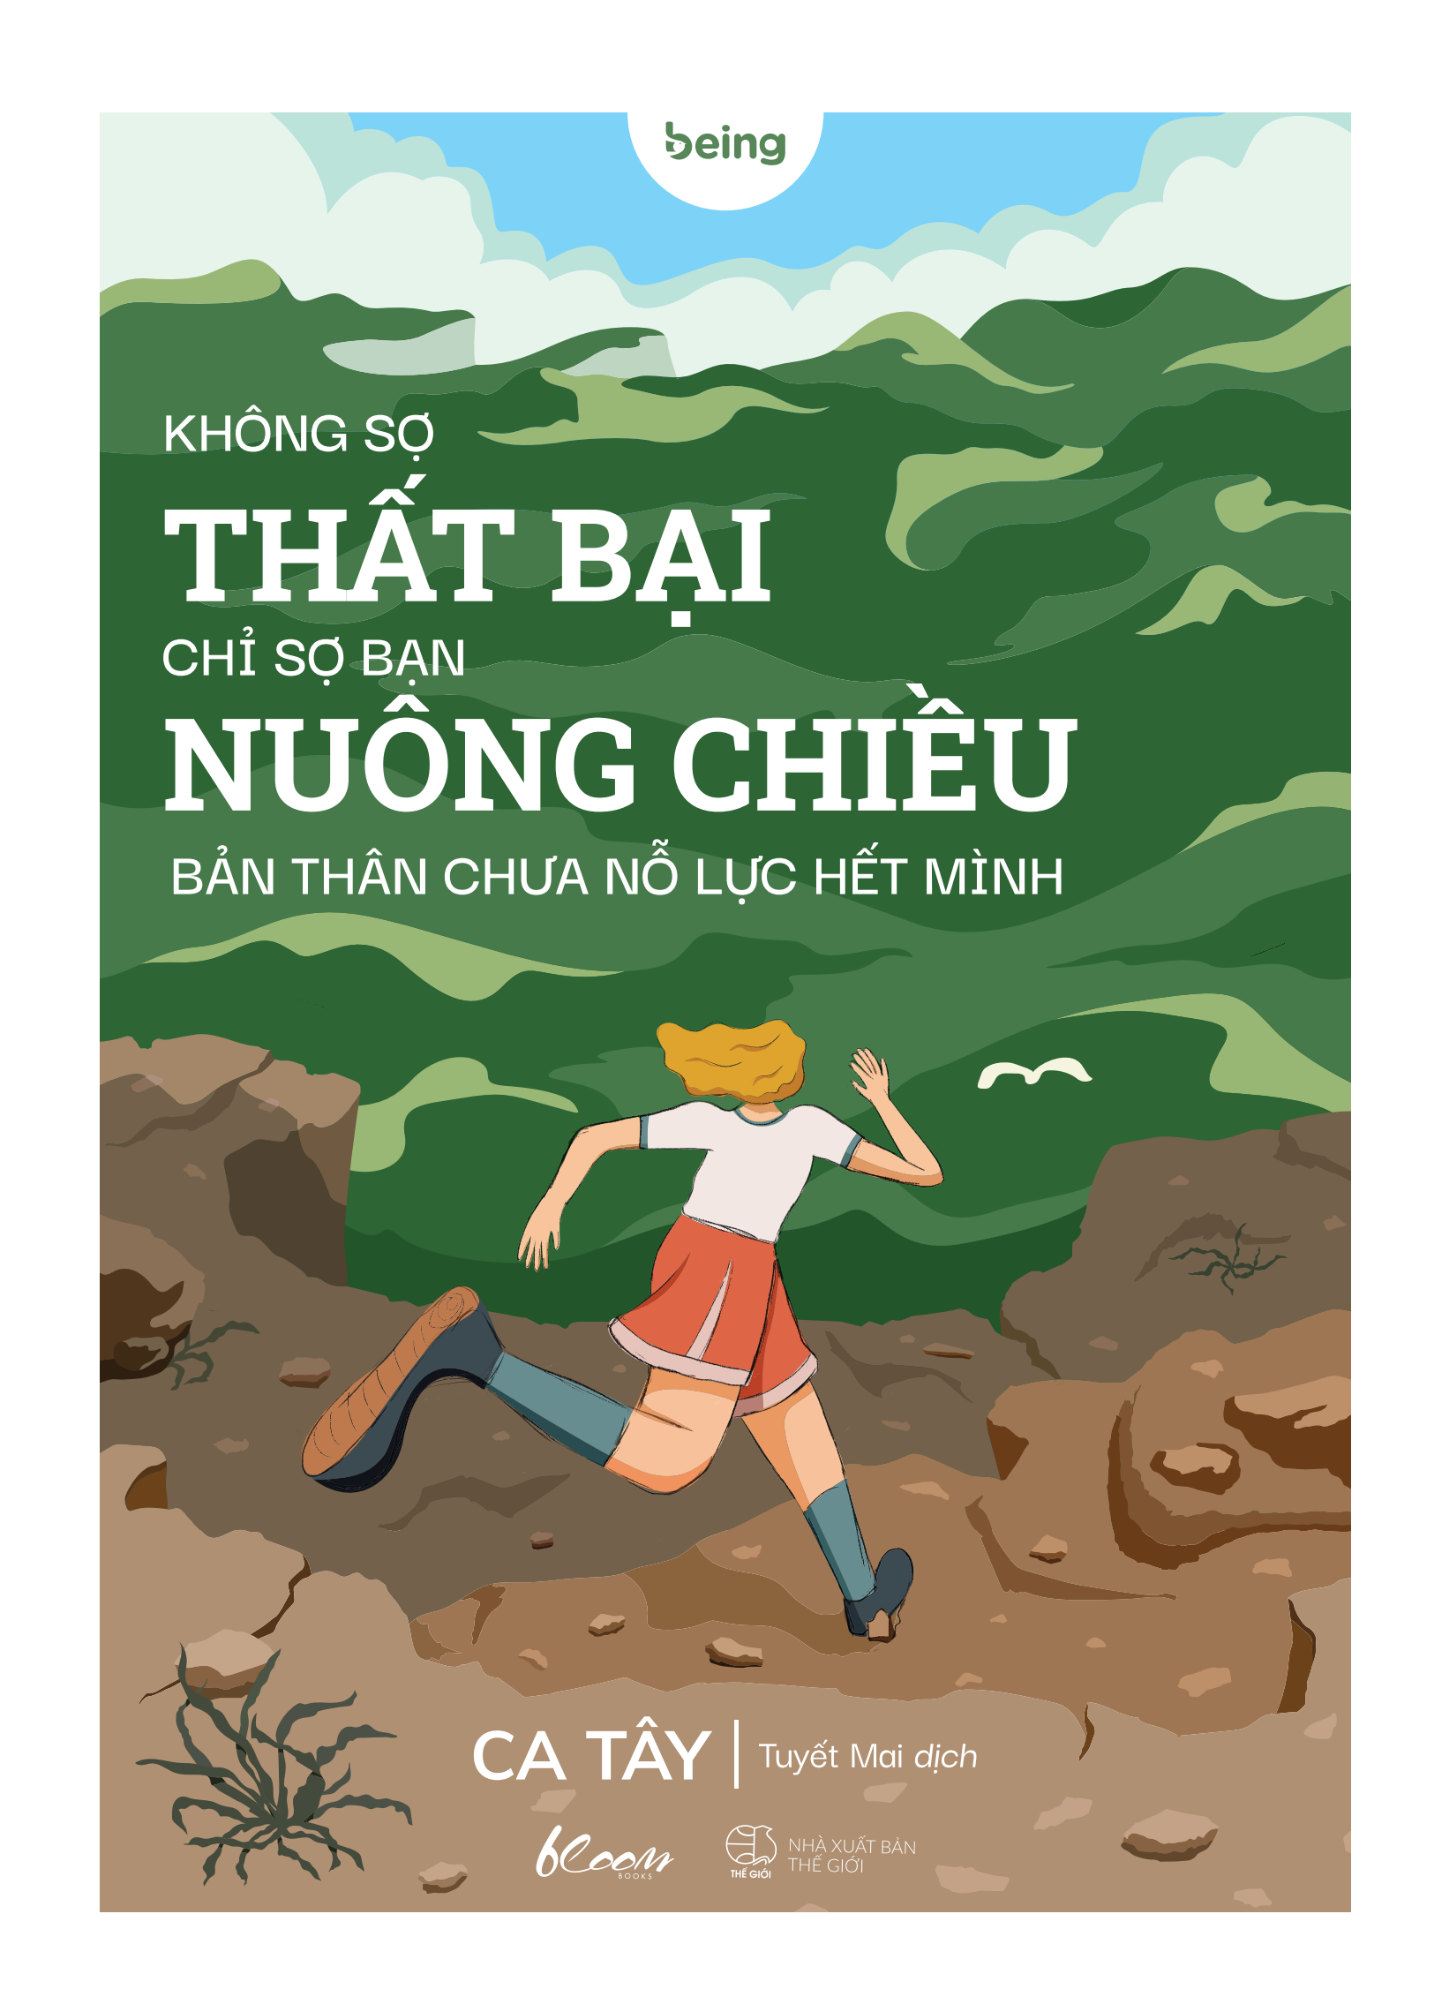 being
KHÔNG SỢ
THẤT BẠI
CHỈ SỢ BẠN
NUÔNG CHIỀU
BẢN THÂN CHƯA NỖ LỰC HẾT MÌNH
CA TÂY | Tuyết Mai dịch
bloom
BOOKS
THẾ GIỚI
NHÀ XUẤT BẢN
THẾ GIỚI